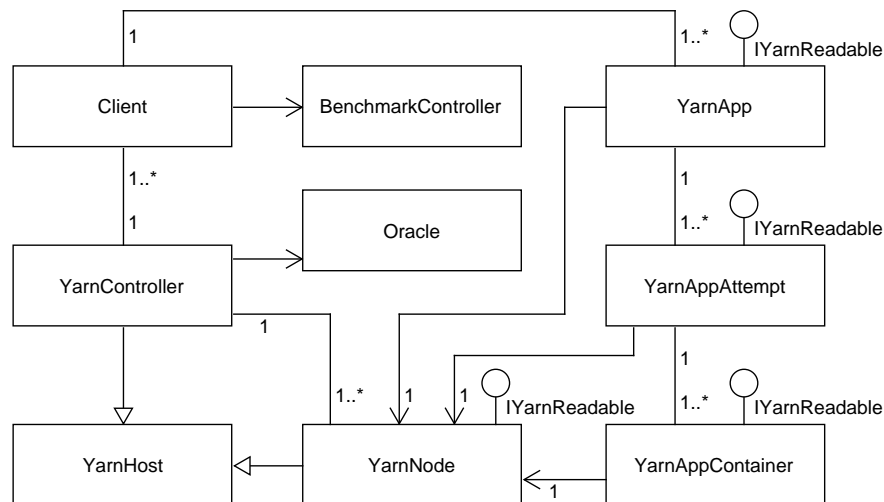 1
1..*
IYarnReadable
Client
BenchmarkController
YarnApp
1..*
1
1
1..*
IYarnReadable
Oracle
YarnController
YarnAppAttempt
1
1
1..*
1
1
1..*
IYarnReadable
IYarnReadable
YarnHost
YarnNode
YarnAppContainer
1